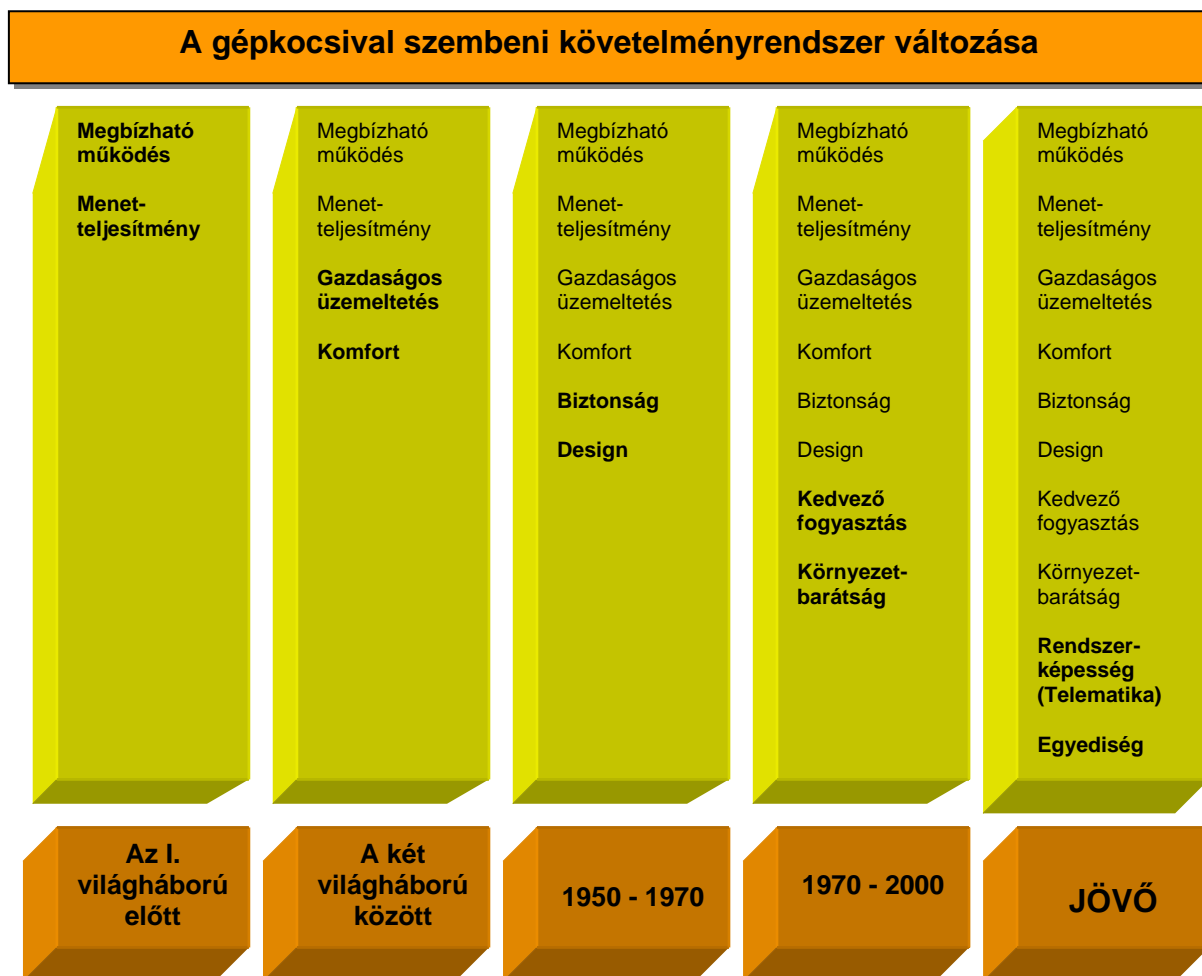 A gépkocsival szembeni követelményrendszer változása
Megbízható
működés
Menet-
teljesítmény
Megbízható
működés
Menet-
teljesítmény
Gazdaságos
üzemeltetés
Komfort
Megbízható
működés
Menet-
teljesítmény
Gazdaságos
üzemeltetés
Komfort
Biztonság
Design
Megbízható
működés
Menet-
teljesítmény
Gazdaságos
üzemeltetés
Komfort
Biztonság
Design
Kedvező
fogyasztás
Környezet-
barátság
Megbízható
működés
Menet-
teljesítmény
Gazdaságos
üzemeltetés
Komfort
Biztonság
Design
Kedvező
fogyasztás
Környezet-
barátság
Rendszer-
képesség
(Telematika)
Egyediség
Az I.
világháború
előtt
A két
világháború
között
1950 - 1970
1970 - 2000
JÖVŐ